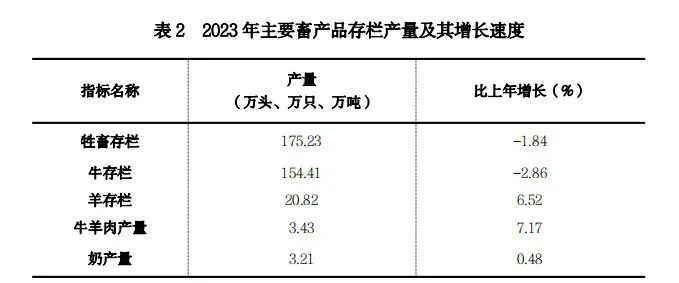 表 2 2023 年主要畜产品存栏产量及其增长速度
指标名称 产量 比上年增长（%）
（万头、万只、万吨）
牲畜存栏 175.23 -1.84
牛存栏 154.41 -2.86
羊存栏 20.82 6.52
牛羊肉产量 3.43 7.17
奶产量 3.21 0.48